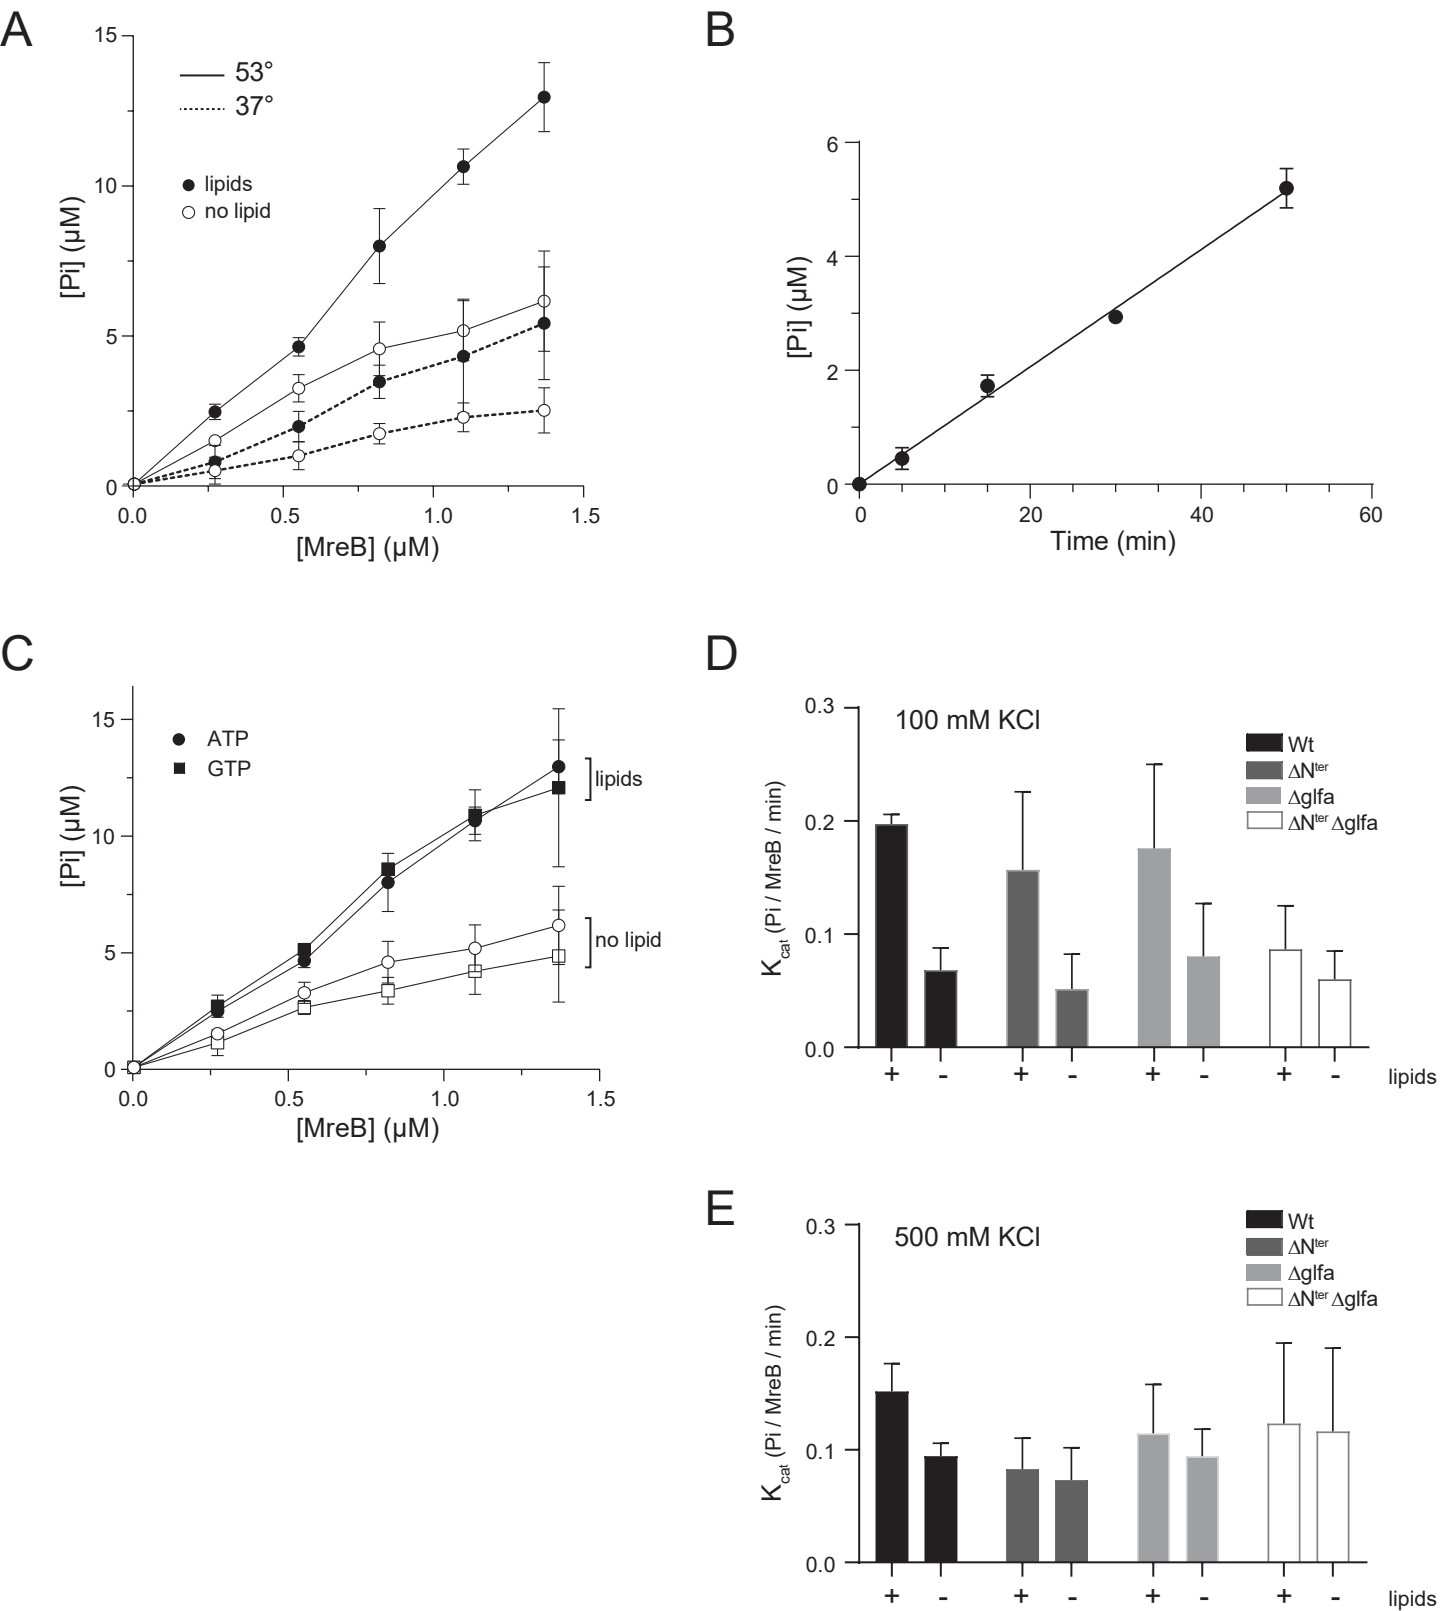 A
15
10
5
0
[Pi] (µM)
53°
37°
lipids
no lipid
0.0 0.5 1.0 1.5
[MreB] (µM)
B
6
4
2
0
[Pi] (µM)
0 20 40 60
Time (min)
C
15
10
5
0
[Pi] (µM)
ATP
GTP
lipids
no lipid
0.0 0.5 1.0 1.5
[MreB] (µM)
D
0.3
0.2
0.1
0.0
Kcat (Pi / MreB / min)
100 mM KCl
Wt
ΔNter
Δglfa
ΔNter Δglfa
+ - + - + - + - lipids
E
0.3
0.2
0.1
0.0
Kcat (Pi / MreB / min)
500 mM KCl
Wt
ΔNter
Δglfa
ΔNter Δglfa
+ - + - + - + - lipids